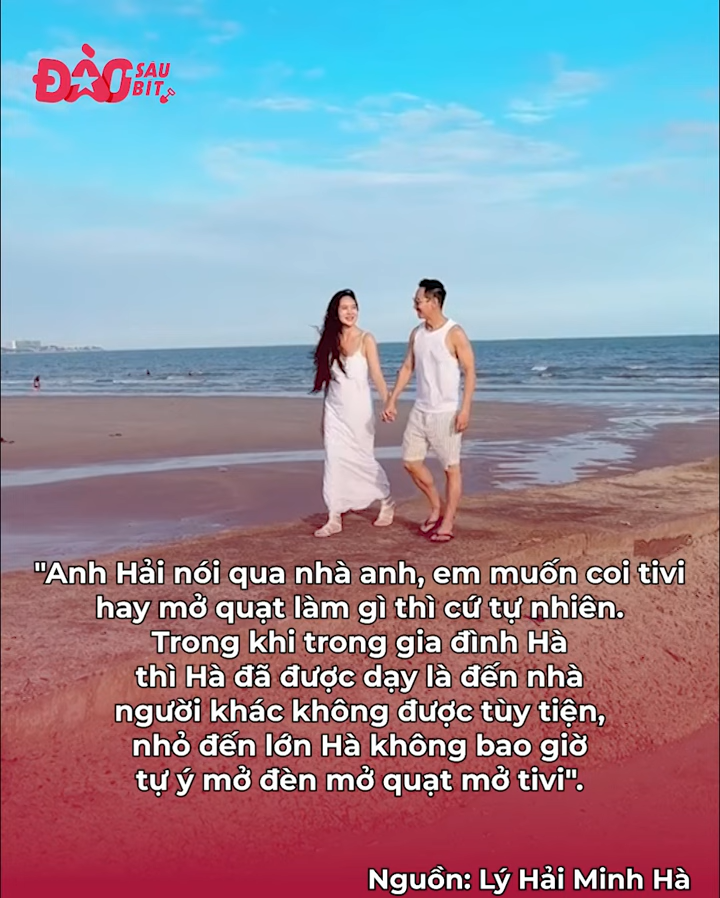 ĐÀO SAU BIT
"Anh Hải nói qua nhà anh, em muốn coi tivi
hay mở quạt làm gì thì cứ tự nhiên.
Trong khi trong gia đình Hà
thì Hà đã được dạy là đến nhà
người khác không được tùy tiện,
nhỏ đến lớn Hà không bao giờ
tự ý mở đèn mở quạt mở tivi".
Nguồn: Lý Hải Minh Hà